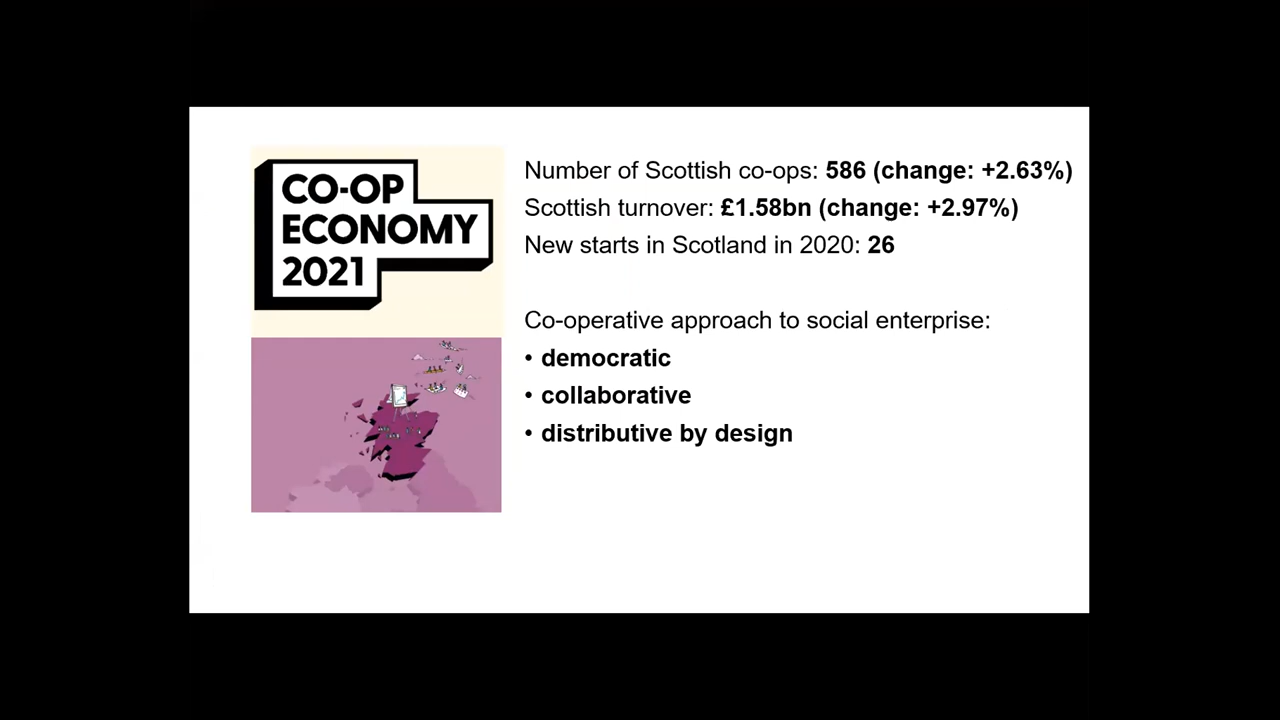 CO-OP
ECONOMY
2021
Number of Scottish co-ops: 586 (change: +2.63%)
Scottish turnover: £1.58bn (change: +2.97%)
New starts in Scotland in 2020: 26
Co-operative approach to social enterprise:
• democratic
• collaborative
• distributive by design